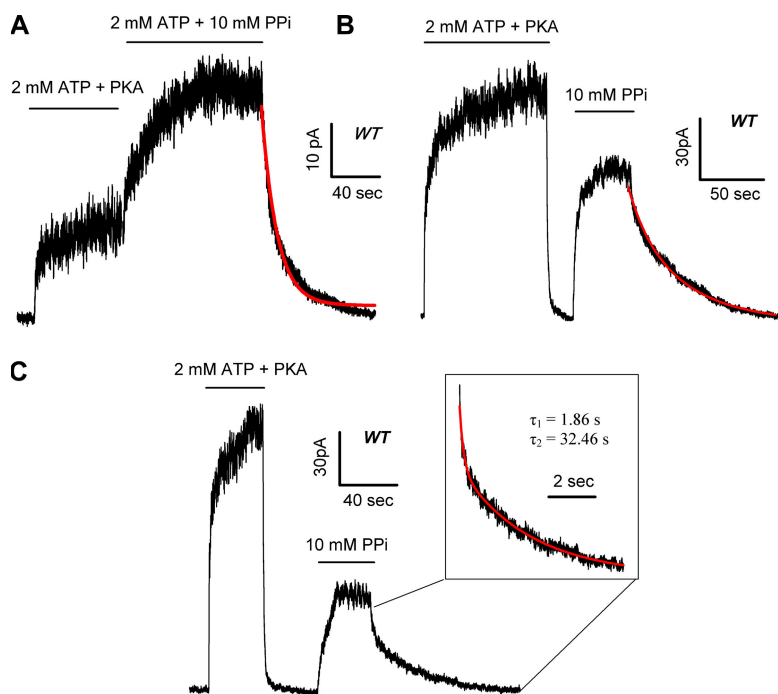 A
2 mM ATP + 10 mM PPi
2 mM ATP + PKA
10 pA
WT
40 sec
B
2 mM ATP + PKA
10 mM PPi
30pA
WT
50 sec
C
2 mM ATP + PKA
30pA
WT
40 sec
10 mM PPi
τ₁ = 1.86 s
τ₂ = 32.46 s
2 sec